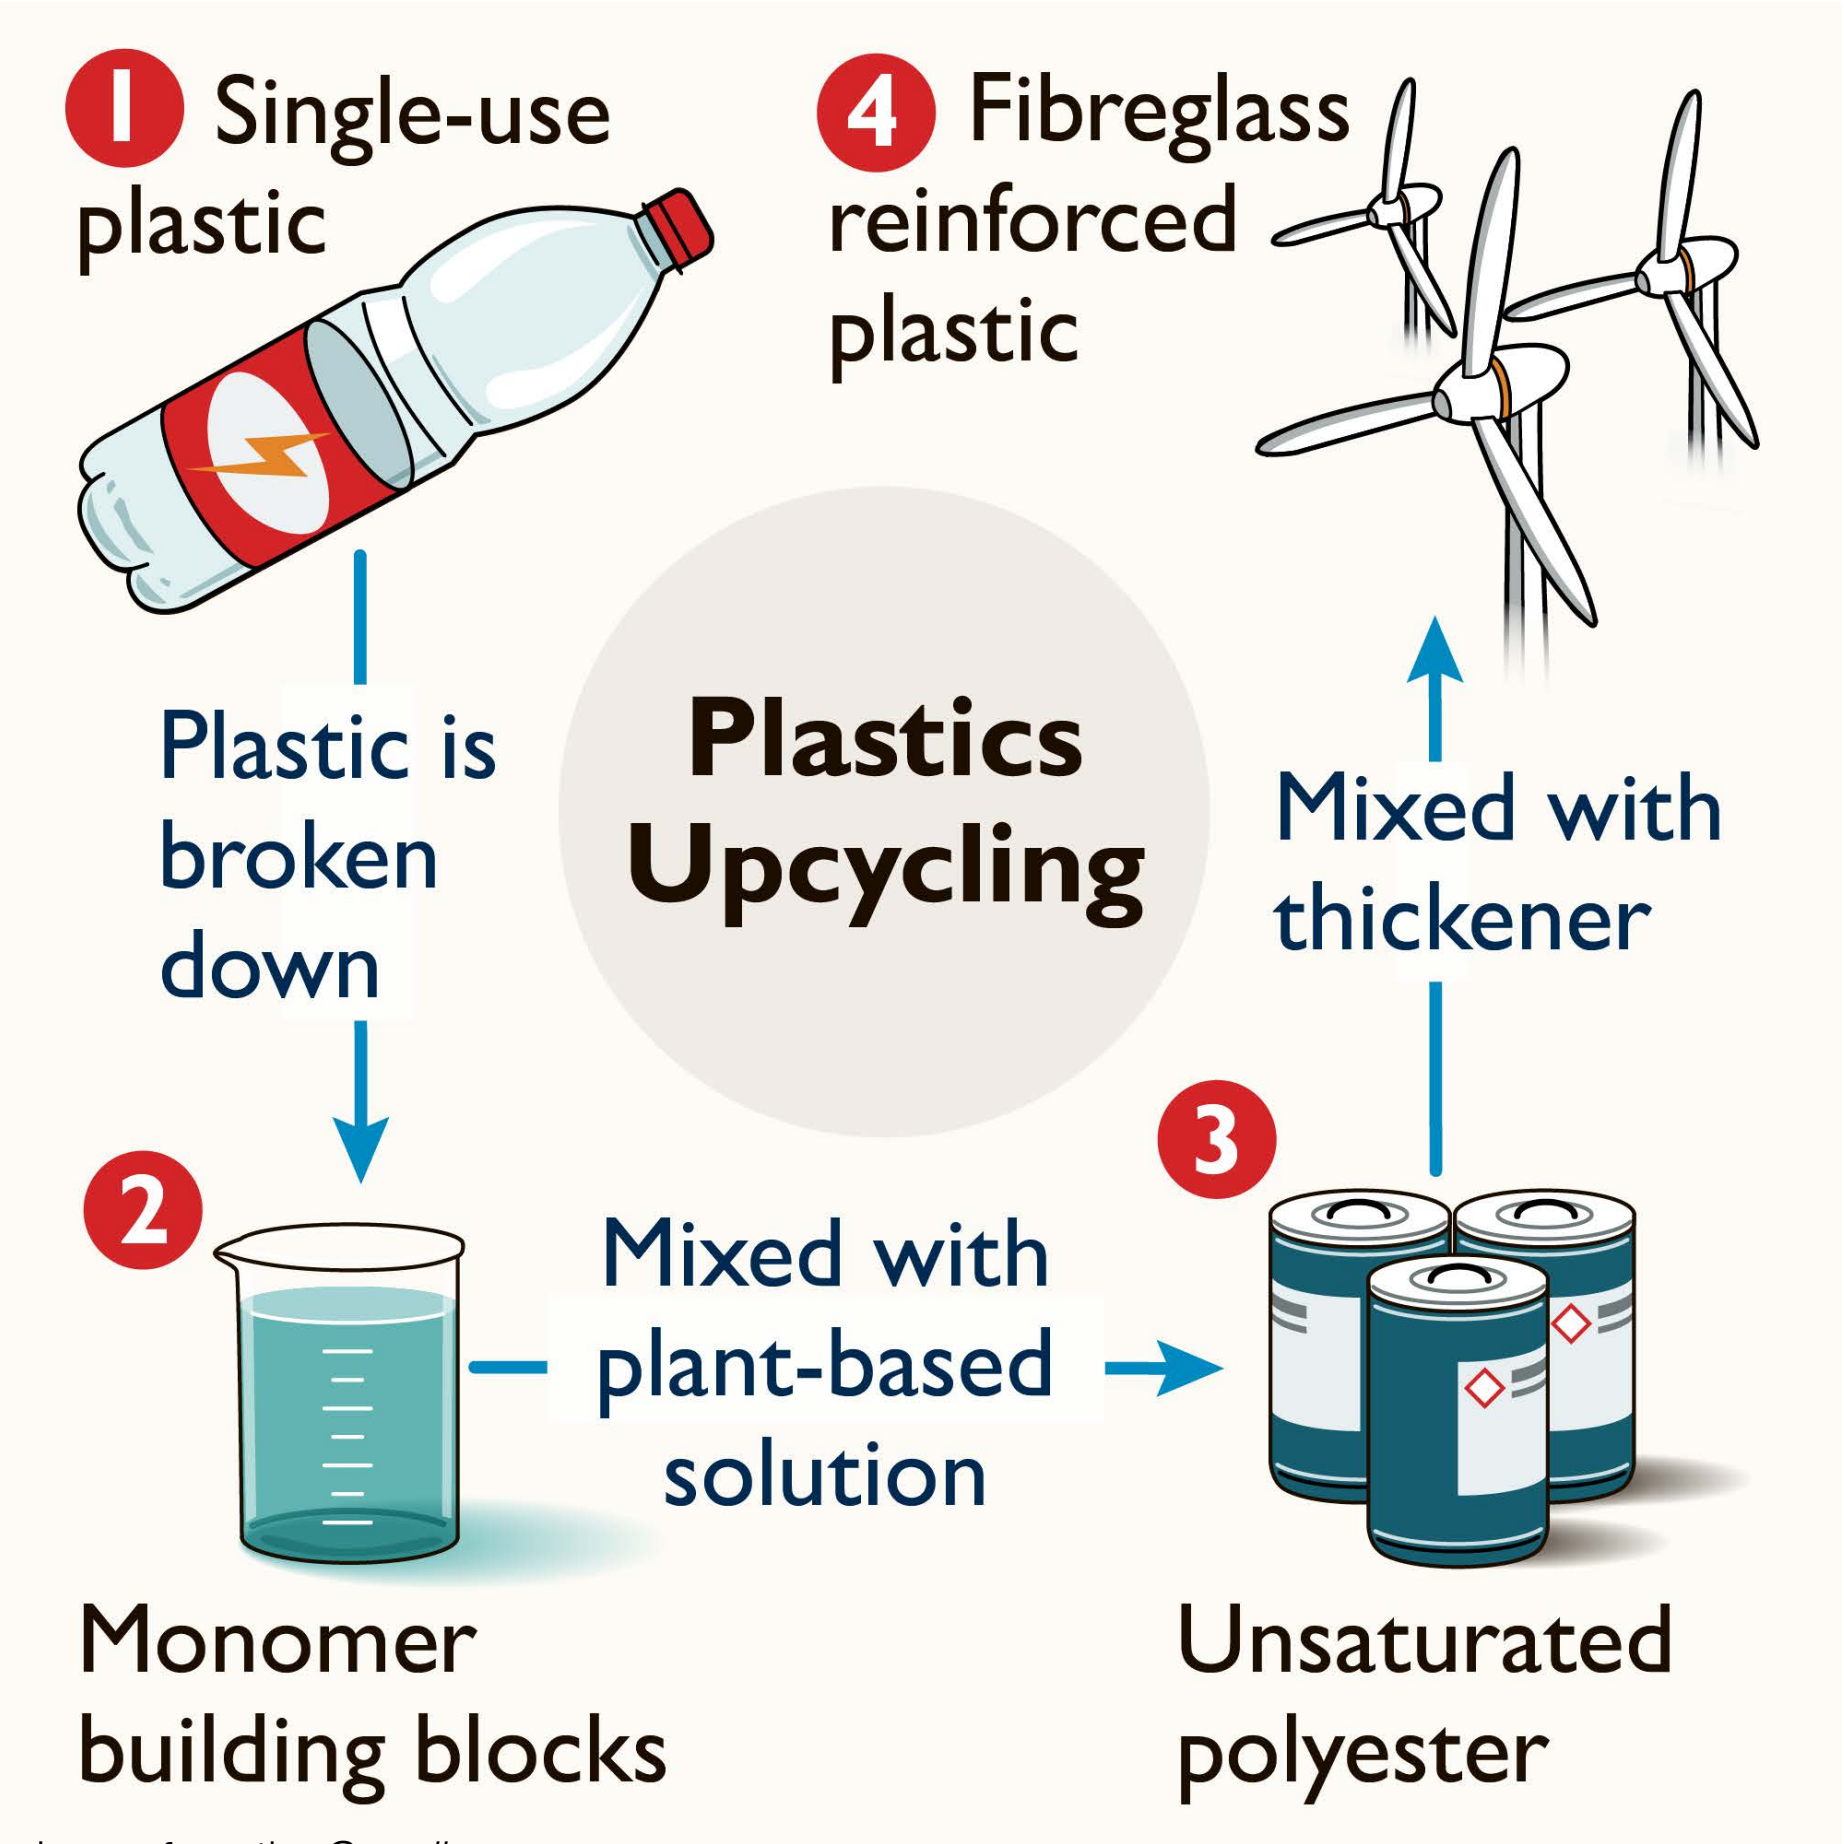 1 Single-use
plastic
4 Fibreglass
reinforced
plastic
Plastic is
broken
down
Plastics
Upcycling
Mixed with
thickener
2
3
Mixed with
plant-based
solution
Monomer
building blocks
Unsaturated
polyester